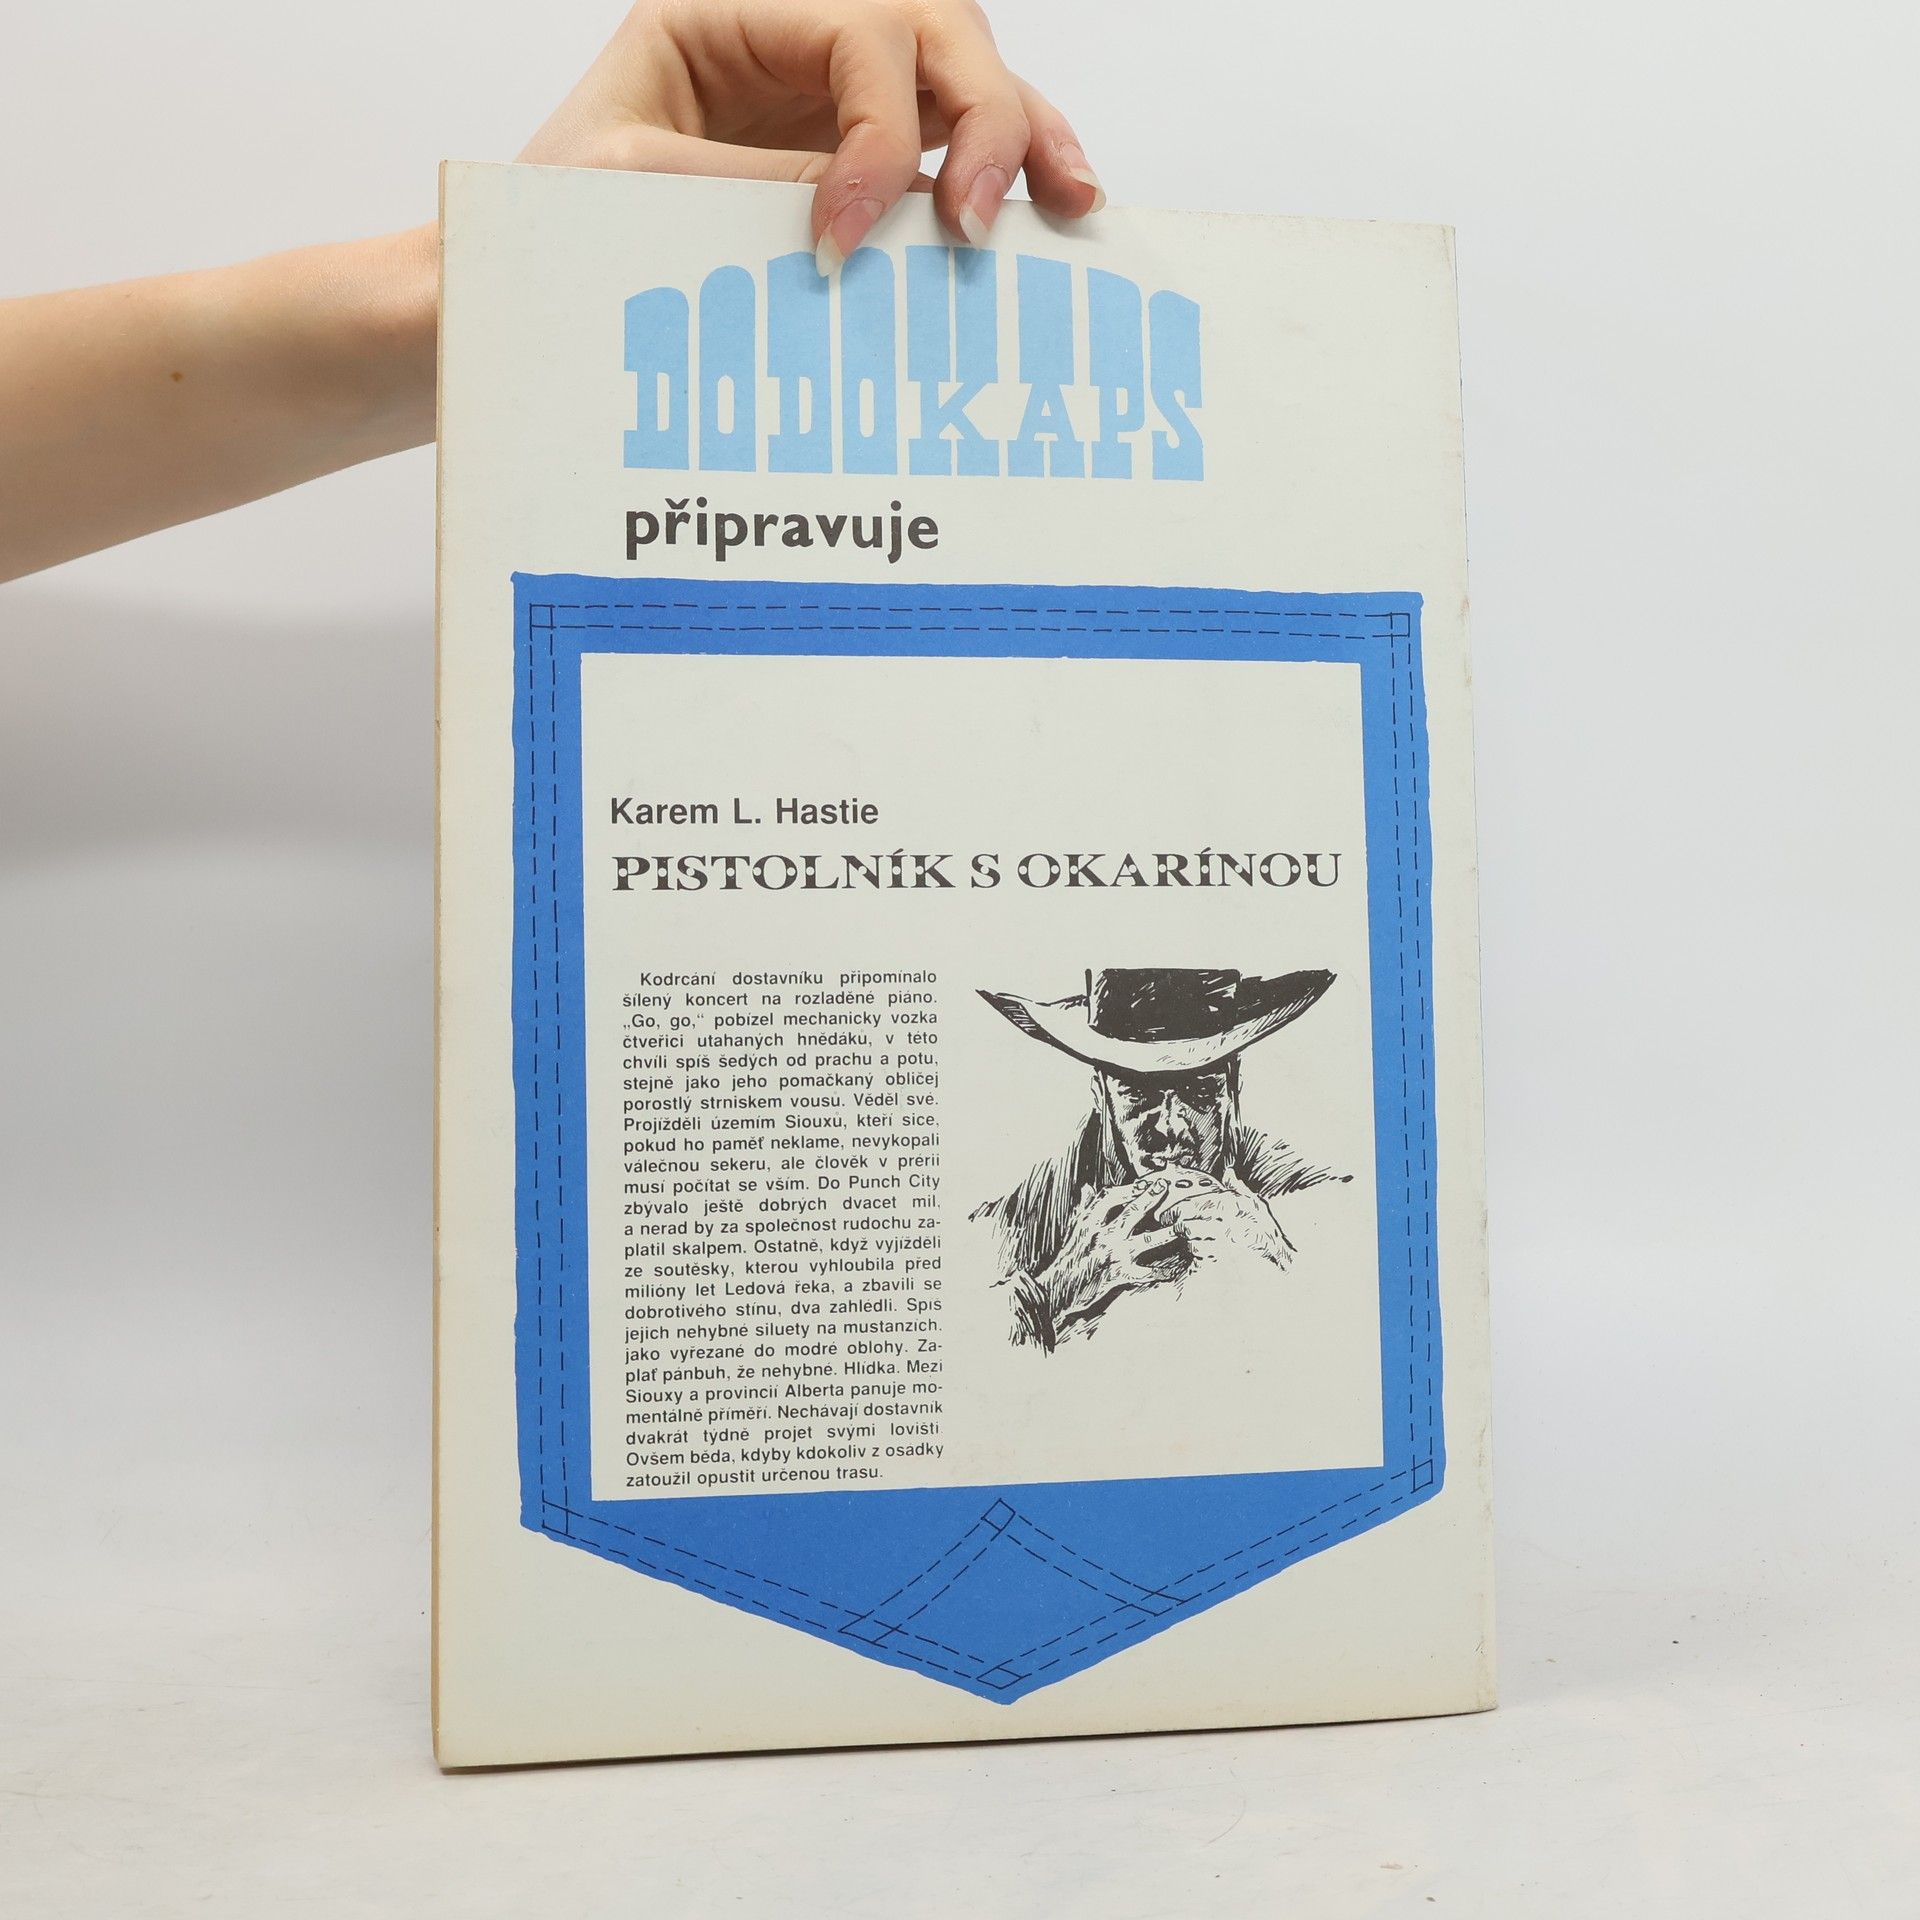 DODOKAPS
připravuje
Karem L. Hastie
PISTOLNÍK S OKARÍNOU
Kodrcání dostavníku připomínalo
šílený koncert na rozladěné piáno.
„Go, go,“ pobízel mechanicky vozka
čtveřici utahaných hnědáků, v této
chvíli spíš šedých od prachu a potu,
stejně jako jeho pomačkaný obličej
porostlý strniskem vousů. Věděl své.
Projížděli územím Siouxů, kteří sice,
pokud ho paměť neklame, nevykopali
válečnou sekeru, ale člověk v prérii
musí počítat se vším. Do Punch City
zbývalo ještě dobrých dvacet mil,
a nerad by za společnost rudochu za-
platil skalpem. Ostatně, když vyjížděli
ze soutěsky, kterou vyhloubila před
milióny let Ledová řeka, a zbavili se
dobrotivého stínu, dva zahlédli. Spíš
jejich nehybné siluety na mustanzích.
jako vyřezané do modré oblohy. Za-
plať pánbuh, že nehybné. Hlídka. Mezi
Siouxy a provincií Alberta panuje mo-
mentálně příměří. Nechávají dostavník
dvakrát týdně projet svými lovišti
Ovšem běda, kdyby kdokoliv z osádky
zatoužil opustit určenou trasu.